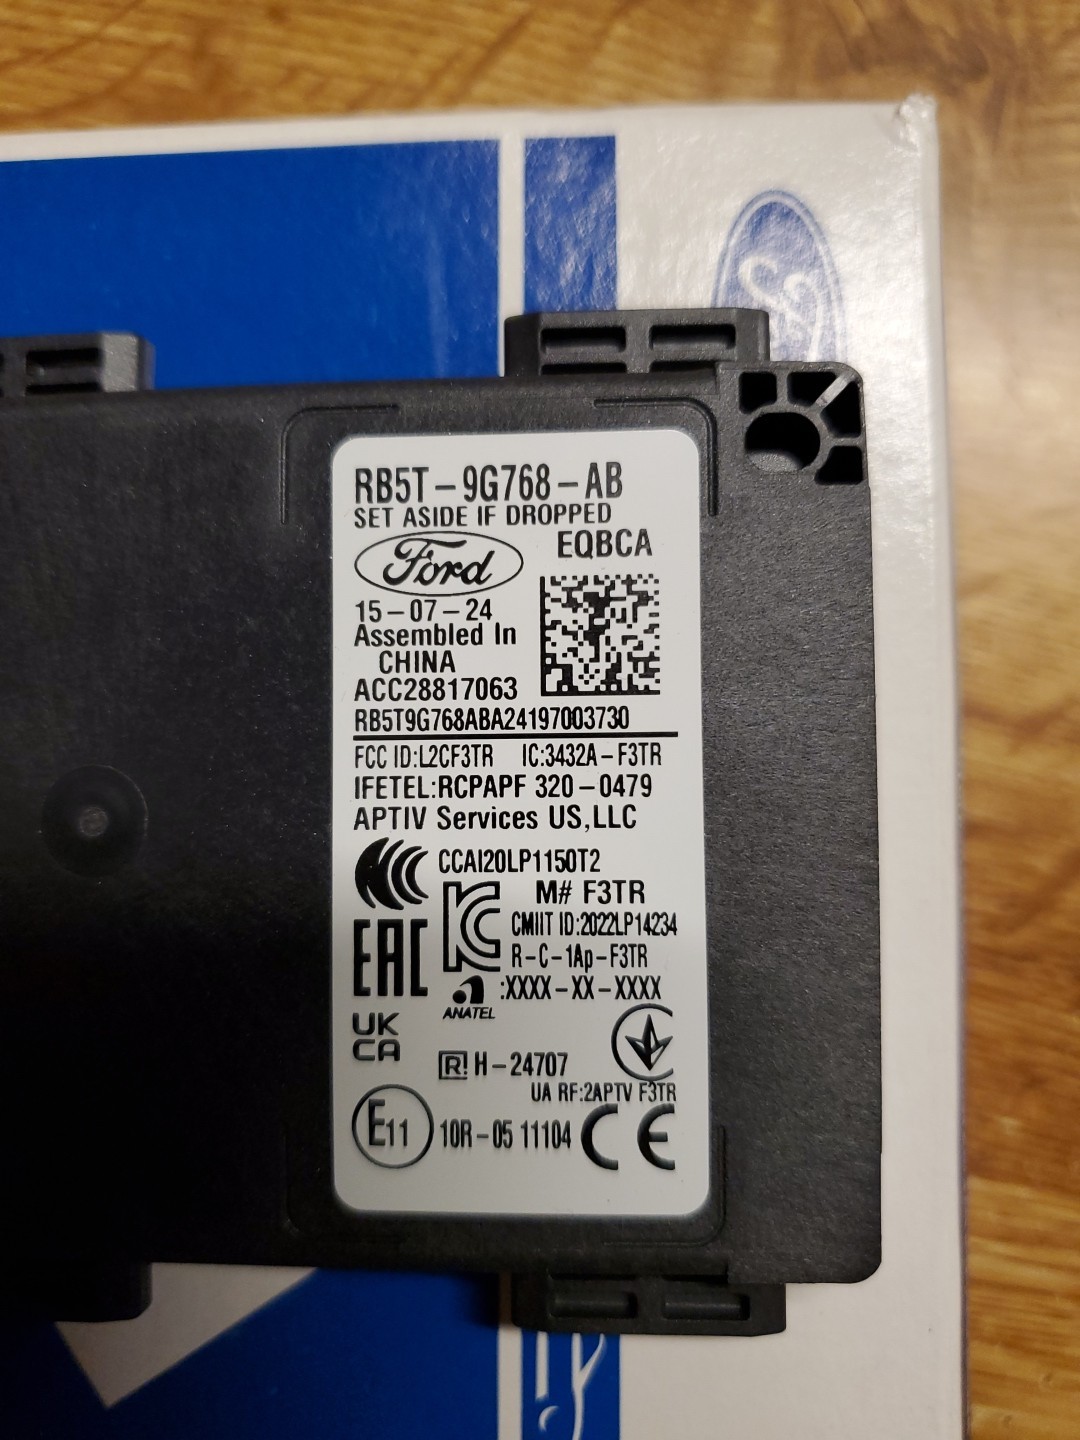 RB5T-9G768-AB
SET ASIDE IF DROPPED
Ford
EQBCA
15-07-24
Assembled In
CHINA
ACC28817063
RB5T9G768ABA24197003730
FCC ID:L2CF3TR IC:3432A-F3TR
IFETEL:RCPAPF 320-0479
APTIV Services US,LLC
CCC
CCAI20LP1150T2
M# F3TR
KC
CMIIT ID:2022LP14234
EAC
R-C-1Ap-F3TR
:XXXX-XX-XXXX
ANATEL
UK
CA
R! H-24707
UA RF:2APTV F3TR
E11 10R-05 11104 CE